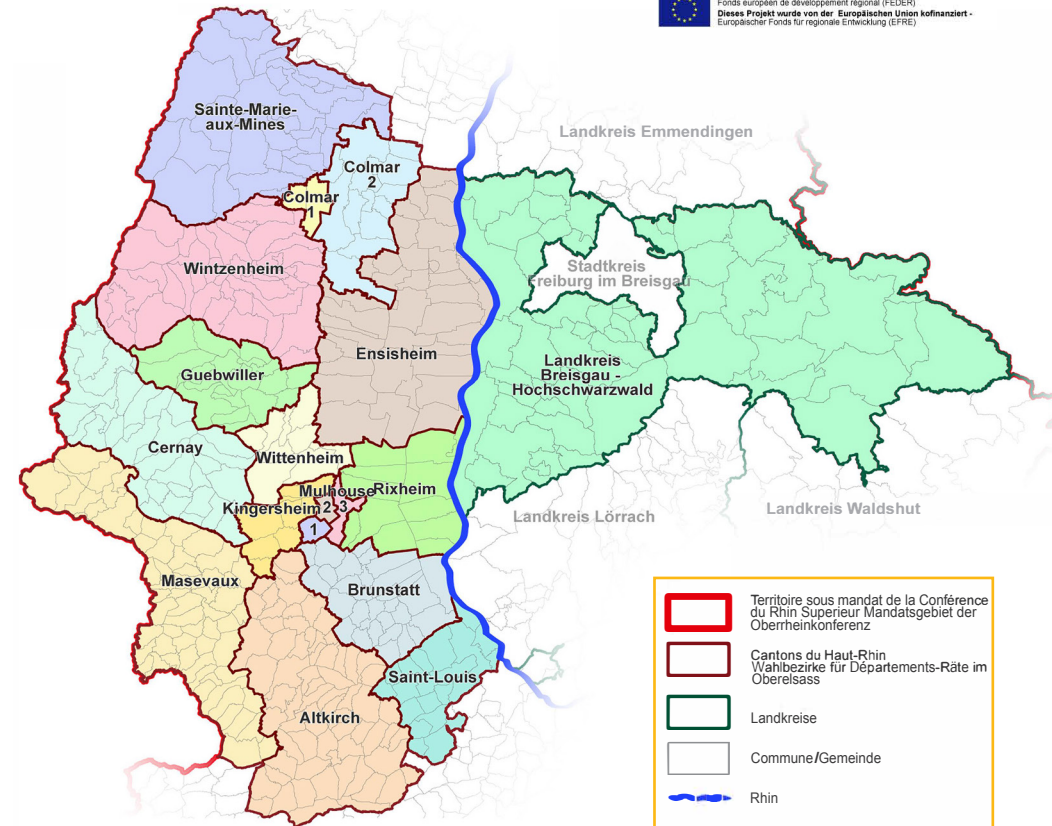 Fonds européen de développement régional (FEDER)
Dieses Projekt wurde von der Europäischen Union kofinanziert -
Europäischer Fonds für regionale Entwicklung (EFRE)
Landkreis Emmendingen
Sainte-Marie-
aux-Mines
Colmar
2
Colmar
1
Wintzenheim
Stadtkreis
Freiburg im Breisgau
Ensisheim
Landkreis
Breisgau -
Hochschwarzwald
Guebwiller
Cernay
Wittenheim
Mulhouse
Rixheim
Kingersheim
2
3
1
Landkreis Lörrach
Landkreis Waldshut
Masevaux
Brunstatt
Saint-Louis
Altkirch
Territoire sous mandat de la Conférence
du Rhin Superieur Mandatsgebiet der
Oberrheinkonferenz
Cantons du Haut-Rhin
Wahlbezirke für Départements-Räte im
Oberelsass
Landkreise
Commune/Gemeinde
Rhin